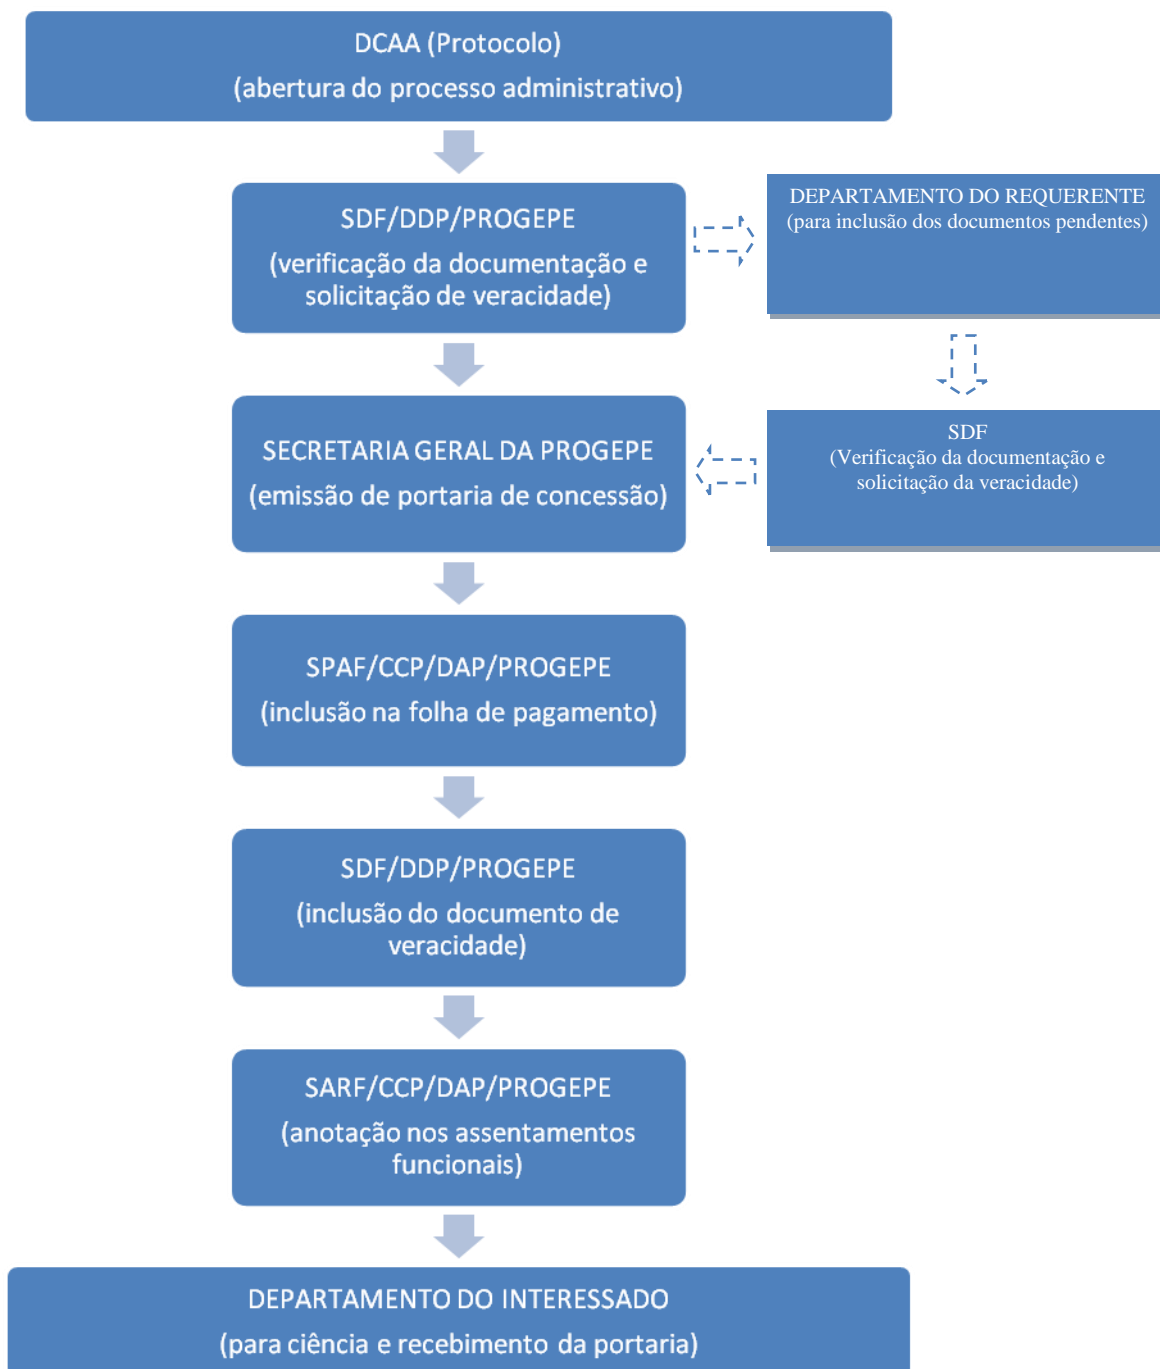 DCAA (Protocolo)
(abertura do processo administrativo)
SDF/DDP/PROGEPE
(verificação da documentação e
solicitação de veracidade)
DEPARTAMENTO DO REQUERENTE
(para inclusão dos documentos pendentes)
SECRETARIA GERAL DA PROGEPE
(emissão de portaria de concessão)
SDF
(Verificação da documentação e
solicitação da veracidade)
SPAF/CCP/DAP/PROGEPE
(inclusão na folha de pagamento)
SDF/DDP/PROGEPE
(inclusão do documento de
veracidade)
SARF/CCP/DAP/PROGEPE
(anotação nos assentamentos
funcionais)
DEPARTAMENTO DO INTERESSADO
(para ciência e recebimento da portaria)